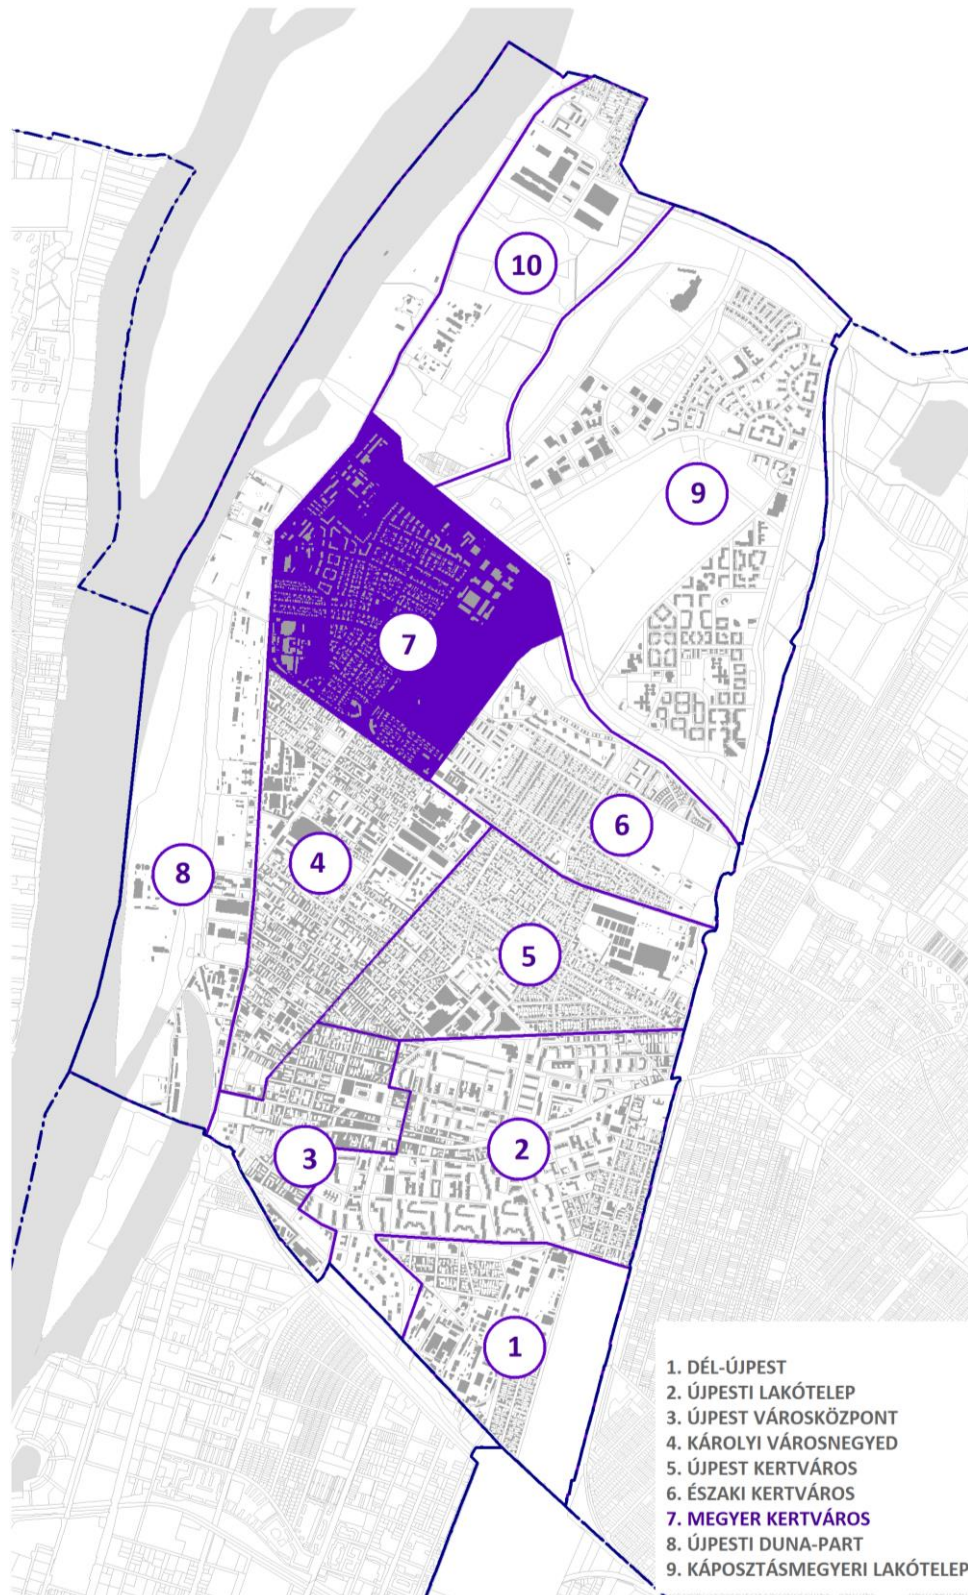 10
9
7
6
8
4
5
3
2
1
1. DÉL-ÚJPEST
2. ÚJPESTI LAKÓTELEP
3. ÚJPEST VÁROSKÖZPONT
4. KÁROLYI VÁROSNEGYED
5. ÚJPEST KERTVÁROS
6. ÉSZAKI KERTVÁROS
7. MEGYER KERTVÁROS
8. ÚJPESTI DUNA-PART
9. KÁPOSZTÁSMEGYERI LAKÓTELEP